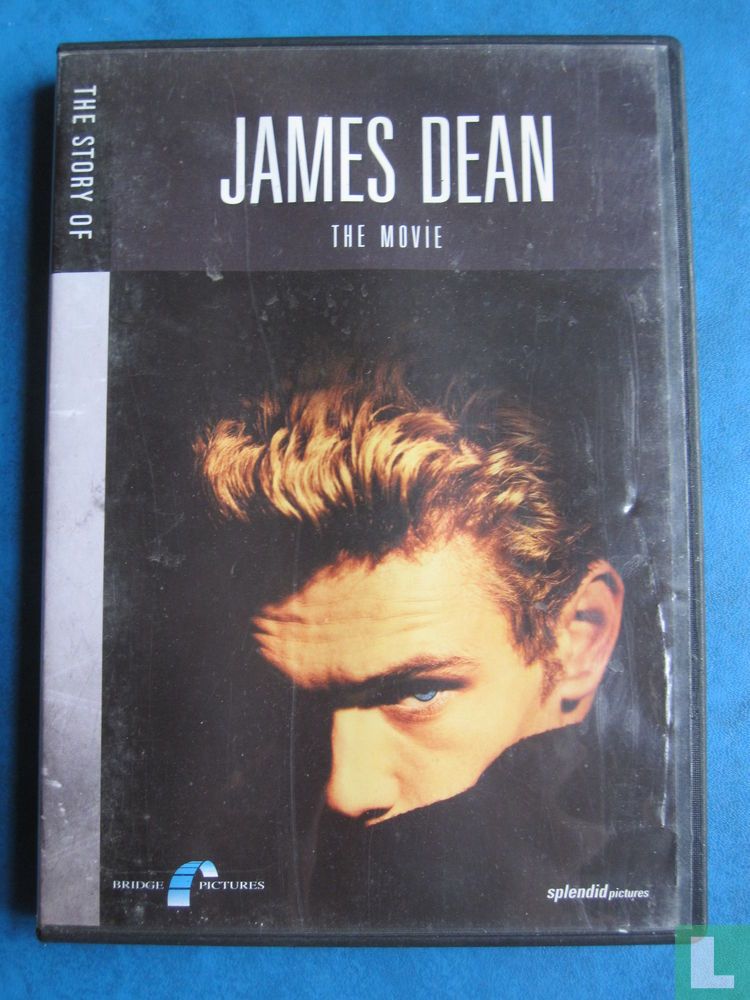 THE STORY OF
JAMES DEAN
THE MOVIE
BRIDGE PICTURES
splendid pictures
L